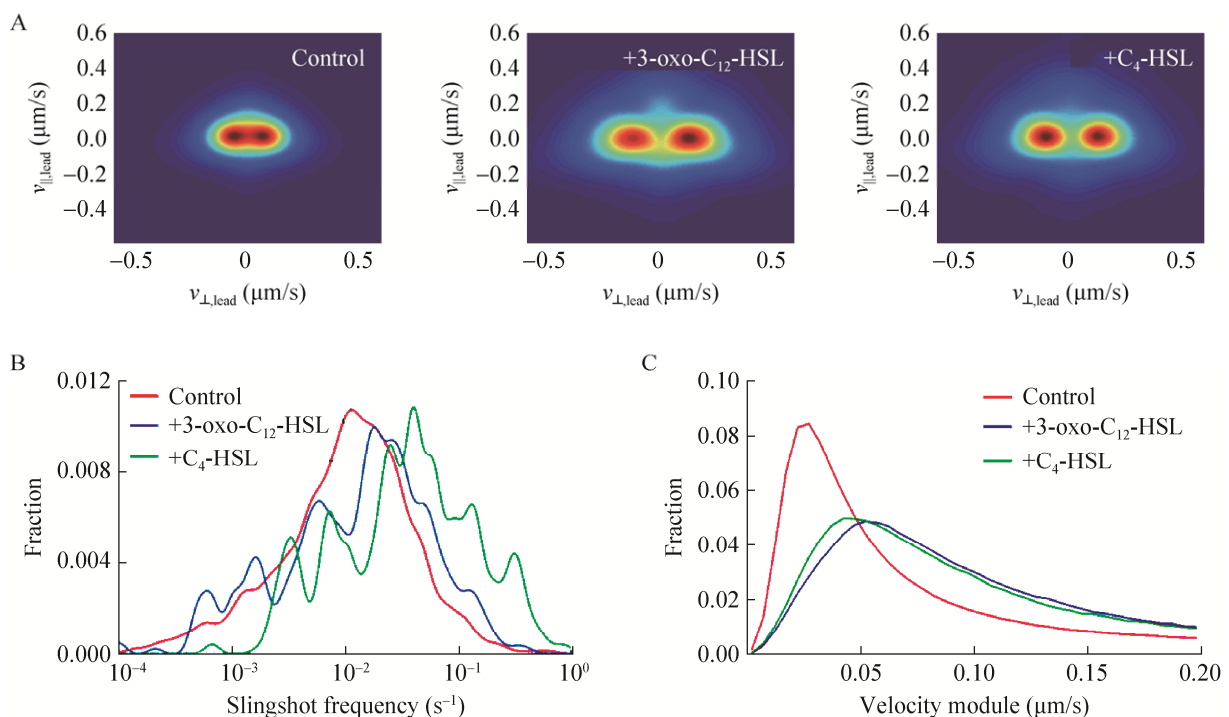 A
Control
+3-oxo-C₁₂-HSL
+C₄-HSL
0.6
0.4
0.2
0.0
−0.2
−0.4
v||,lead (μm/s)
−0.5
0
0.5
v⊥,lead (μm/s)
0.6
0.4
0.2
0.0
−0.2
−0.4
v||,lead (μm/s)
−0.5
0
0.5
v⊥,lead (μm/s)
0.6
0.4
0.2
0.0
−0.2
−0.4
v||,lead (μm/s)
−0.5
0
0.5
v⊥,lead (μm/s)
B
0.012
0.008
0.004
0.000
Fraction
Control
+3-oxo-C₁₂-HSL
+C₄-HSL
10⁻⁴
10⁻³
10⁻²
10⁻¹
10⁰
Slingshot frequency (s⁻¹)
C
0.10
0.08
0.06
0.04
0.02
0.00
Fraction
Control
+3-oxo-C₁₂-HSL
+C₄-HSL
0.05
0.10
0.15
0.20
Velocity module (μm/s)